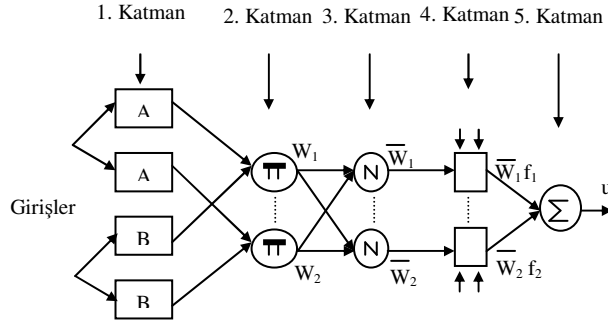 1. Katman 2. Katman 3. Katman 4. Katman 5. Katman
A
A
Girişler
B
B
Π
Π
W1
W2
N
N
W̅1
W̅2
W̅1 f1
W̅2 f2
Σ
u